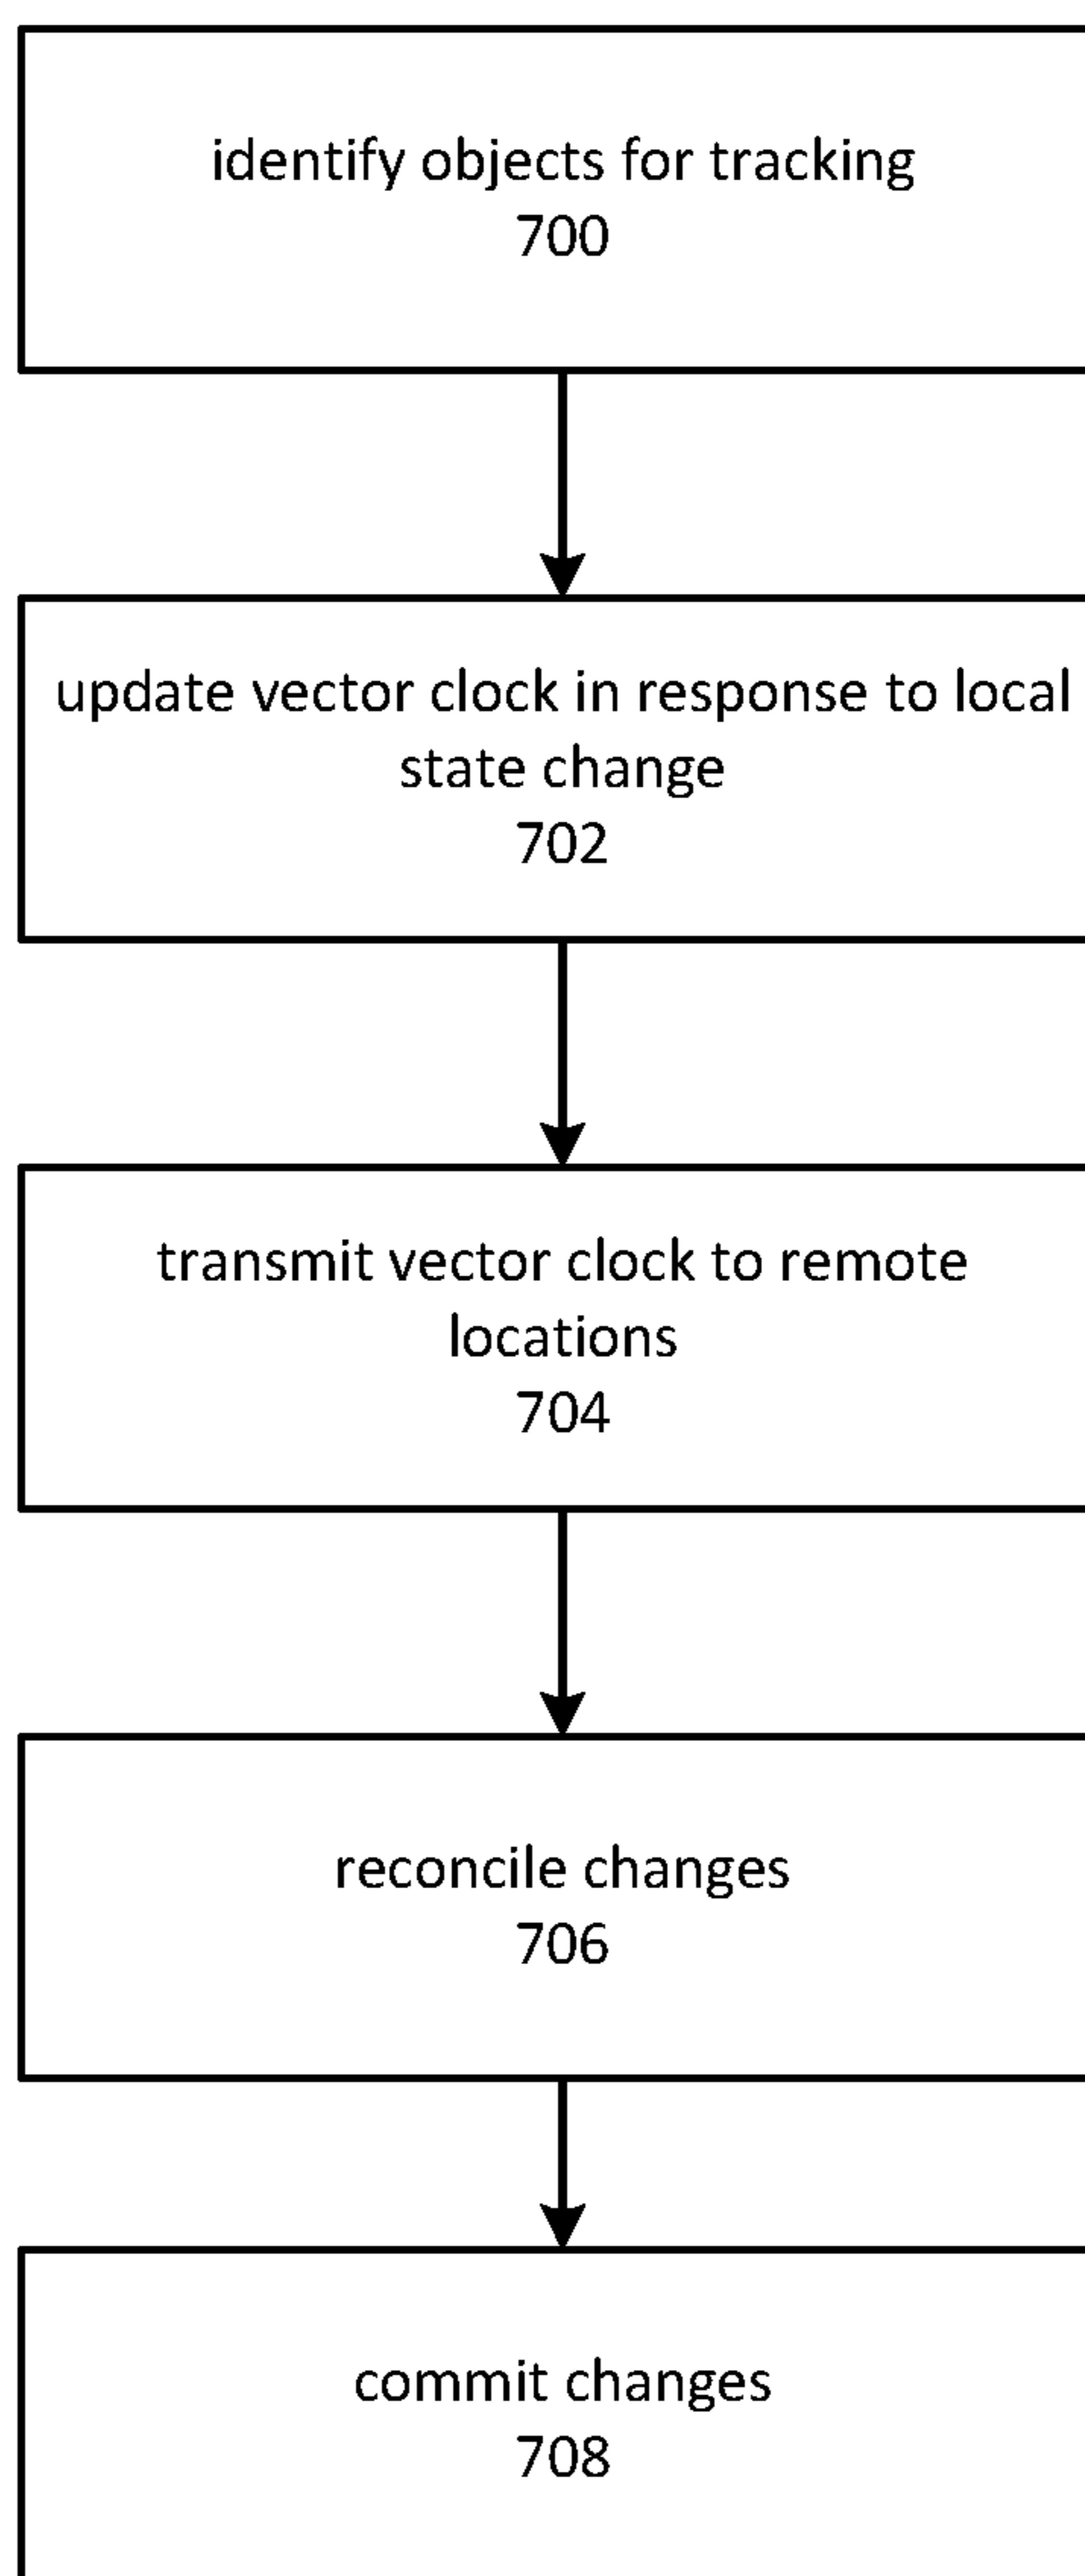 identify objects for tracking
700
update vector clock in response to local
state change
702
transmit vector clock to remote
locations
704
reconcile changes
706
commit changes
708